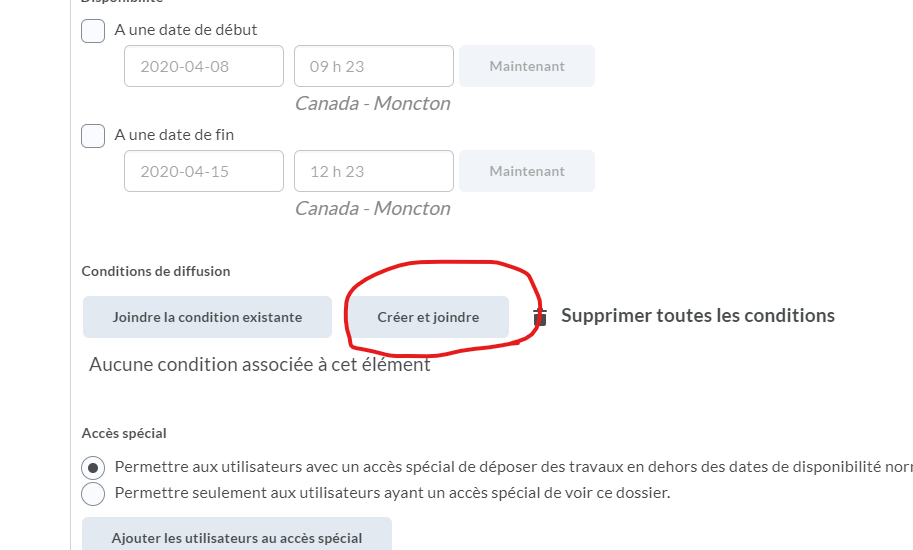 Disponibilité
A une date de début
2020-04-08 09 h 23 Maintenant
Canada - Moncton
A une date de fin
2020-04-15 12 h 23 Maintenant
Canada - Moncton
Conditions de diffusion
Joindre la condition existante Créer et joindre Supprimer toutes les conditions
Aucune condition associée à cet élément
Accès spécial
Permettre aux utilisateurs avec un accès spécial de déposer des travaux en dehors des dates de disponibilité
Permettre seulement aux utilisateurs ayant un accès spécial de voir ce dossier.
Ajouter les utilisateurs au accès spécial